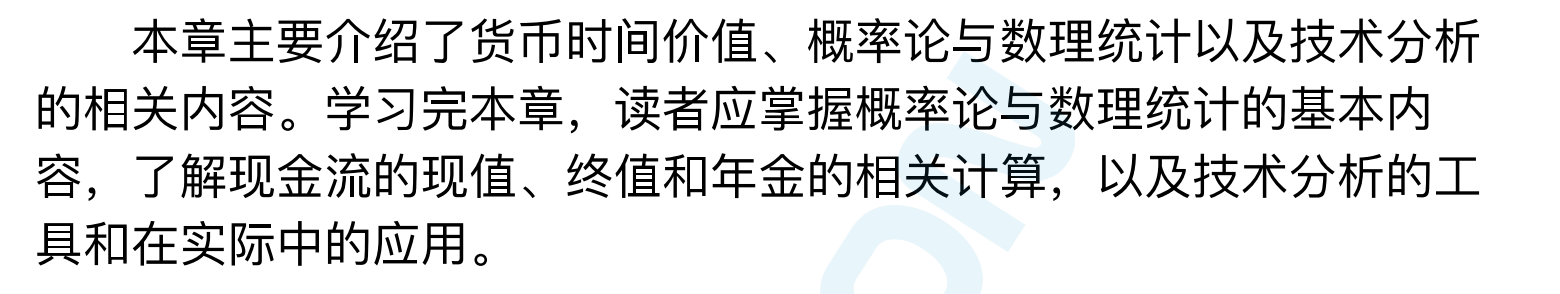 本章主要介绍了货币时间价值、概率论与数理统计以及技术分析
的相关内容。学习完本章，读者应掌握概率论与数理统计的基本内
容，了解现金流的现值、终值和年金的相关计算，以及技术分析的工
具和在实际中的应用。